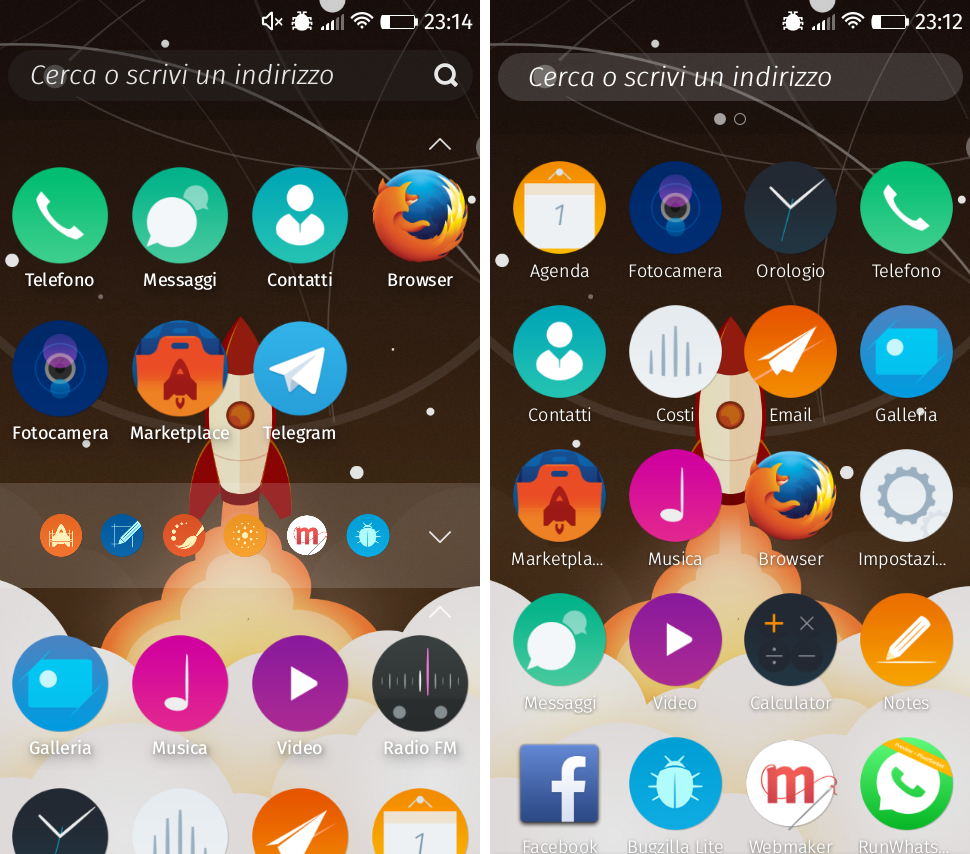 23:14
Cerca o scrivi un indirizzo
Telefono Messaggi Contatti Browser
Fotocamera Marketplace Telegram
m
Galleria Musica Video Radio FM
1
23:12
Cerca o scrivi un indirizzo
1
Agenda Fotocamera Orologio Telefono
Contatti Costi Email Galleria
Marketpla... Musica Browser Impostazi...
Messaggi Video Calculator Notes
f m
Facebook Bugzilla Lite Webmaker RunWhats...